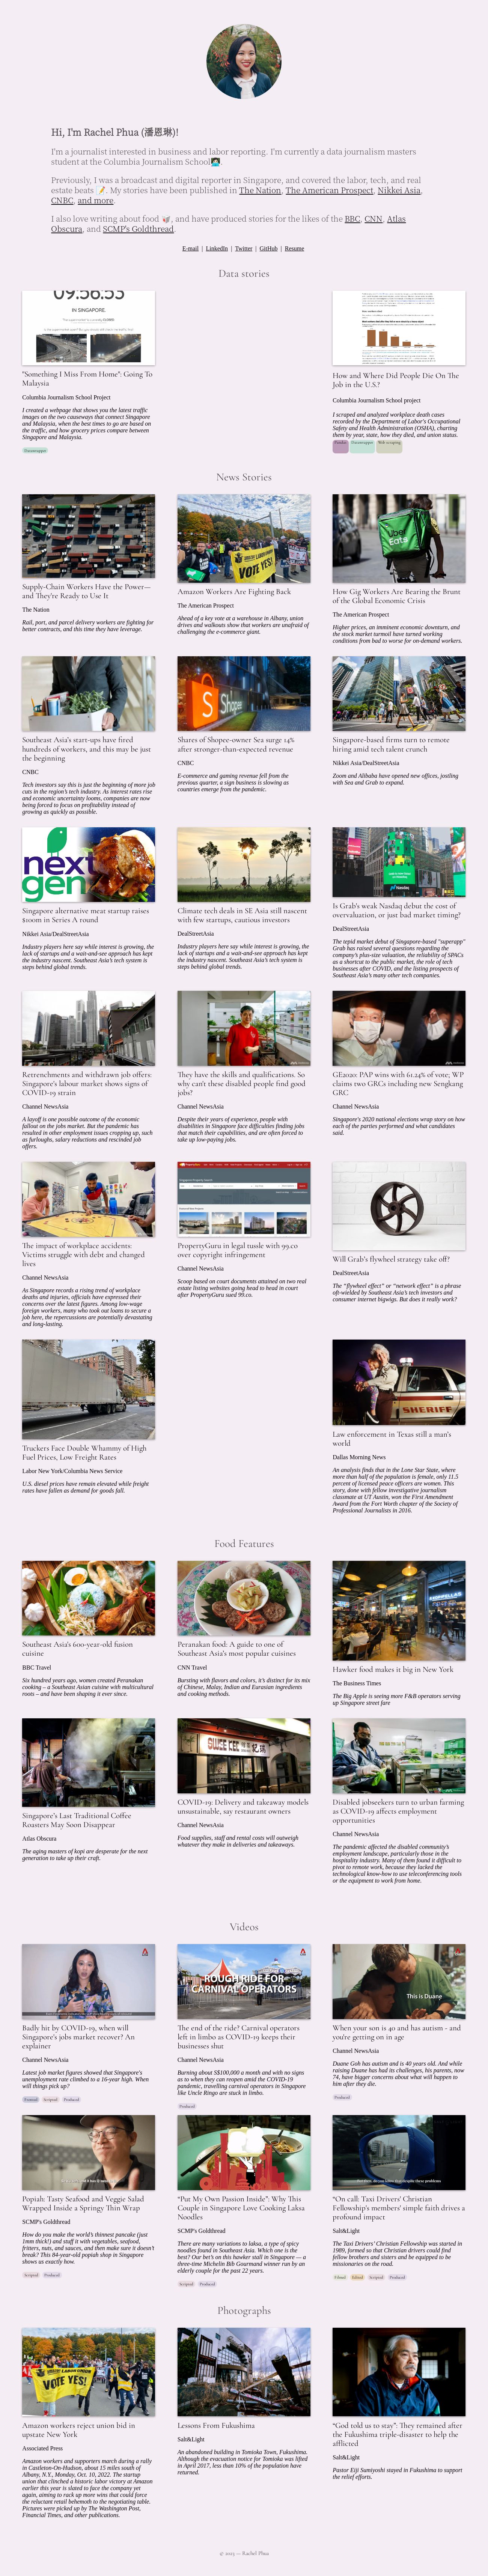 Hi, I'm Rachel Phua (潘恩琳)!
I'm a journalist interested in business and labor reporting. I'm currently a data journalism masters
student at the Columbia Journalism School
Previously, I was a broadcast and digital reporter in Singapore, and covered the labor, tech, and real
estate beats . My stories have been published in The Nation, The American Prospect, Nikkei Asia,
CNBC, and more.
I also love writing about food , and have produced stories for the likes of the BBC, CNN, Atlas
Obscura, and SCMP's Goldthread.
E-mail | LinkedIn | Twitter | GitHub | Resume
Data stories
09:56:53
IN SINGAPORE.
"Something I Miss From Home": Going To
Malaysia
Columbia Journalism School Project
I created a webpage that shows you the latest traffic
images on the two causeways between Singapore
and Malaysia, when the best times to go are based on
the traffic, and how grocery prices compare between
Singapore and Malaysia.
How and Where Did People Die On The
Job in the U.S.?
Columbia Journalism School project
I scraped and analyzed workplace death cases
recorded by the Department of Labor's Occupational
Safety and Health Administration (OSHA), charting
them by year, state, how they died, and union status.
Web scraping
News Stories
Supply-Chain Workers Have the Power—
and They're Ready to Use It
The Nation
Rail, port, and parcel delivery workers are fighting for
better contracts, and this time they have leverage.
VOTE YES!
Amazon Workers Are Fighting Back
The American Prospect
Ahead of a key vote at a warehouse in Albany, union
drives and walkouts show that workers are unafraid of
challenging the e-commerce giant.
Uber
Eats
How Gig Workers Are Bearing the Brunt
of the Global Economic Crisis
The American Prospect
Higher prices, an imminent economic downturn, and
the stock market turmoil have turned working
conditions from bad to worse for on-demand workers.
Southeast Asia's start-ups have fired
hundreds of workers, and this may be just
the beginning
CNBC
Tech investors say this is just the beginning of more job
cuts in the region's tech industry. As interest rates rise
and economic uncertainty looms, companies are now
being forced to focus on profitability instead of
growing as quickly as possible.
Shares of Shopee-owner Sea surge 14%
after stronger-than-expected revenue
CNBC
E-commerce and gaming revenue fell from the
previous quarter, a sign business is slowing as
countries emerge from the pandemic.
Singapore-based firms turn to remote
hiring amid tech talent crunch
Nikkei Asia/DealStreetAsia
Zoom and Alibaba have opened new offices, jostling
with Sea and Grab to expand.
next
gen
Singapore alternative meat startup raises
$100m in Series A round
Nikkei Asia/DealStreetAsia
Industry players here say while interest is growing, the
lack of startups and a wait-and-see approach has kept
the industry nascent. Southeast Asia's tech system is
steps behind global trends.
Climate tech deals in SE Asia still nascent
with few startups, cautious investors
DealStreetAsia
Industry players here say while interest is growing, the
lack of startups and a wait-and-see approach has kept
the industry nascent. Southeast Asia's tech system is
steps behind global trends.
Is Grab's weak Nasdaq debut the cost of
overvaluation, or just bad market timing?
DealStreetAsia
The tepid market debut of Singapore-based "superapp"
Grab has raised several questions regarding the
company's plus-size valuation, the reliability of SPACs
as a shortcut to the public market, the role of tech
businesses after COVID, and the listing prospects of
Southeast Asia's many other tech companies.
Retrenchments and withdrawn job offers:
Singapore's labour market shows signs of
COVID-19 strain
Channel NewsAsia
A layoff is one possible outcome of the economic
fallout on the jobs market. But the pandemic has
resulted in other employment issues cropping up, such
as furloughs, salary reductions and rescinded job
offers.
They have the skills and qualifications. So
why can't these disabled people find good
jobs?
Channel NewsAsia
Despite their years of experience, people with
disabilities in Singapore face difficulties finding jobs
that match their capabilities, and are often forced to
take up low-paying jobs.
GE2020: PAP wins with 61.24% of vote; WP
claims two GRCs including new Sengkang
GRC
Channel NewsAsia
Singapore's 2020 national elections wrap story on how
each of the parties performed and what candidates
said.
The impact of workplace accidents:
Victims struggle with debt and changed
lives
Channel NewsAsia
As Singapore records a rising trend of workplace
deaths and injuries, officials have expressed their
concerns over the latest figures. Among low-wage
foreign workers, many who took out loans to secure a
job here, the repercussions are potentially devastating
and long-lasting.
PropertyGuru in legal tussle with 99.co
over copyright infringement
Channel NewsAsia
Scoop based on court documents attained on two real
estate listing websites going head to head in court
after PropertyGuru sued 99.co.
Will Grab's flywheel strategy take off?
DealStreetAsia
The “flywheel effect” or “network effect” is a phrase
oft-wielded by Southeast Asia's tech investors and
consumer internet bigwigs. But does it really work?
Truckers Face Double Whammy of High
Fuel Prices, Low Freight Rates
Labor New York/Columbia News Service
U.S. diesel prices have remain elevated while freight
rates have fallen as demand for goods fall.
SHERIFF
Law enforcement in Texas still a man's
world
Dallas Morning News
An analysis finds that in the Lone Star State, where
more than half of the population is female, only 11.5
percent of licensed peace officers are women. This
story, done with fellow investigative journalism
classmate at UT Austin, won the First Amendment
Award from the Fort Worth chapter of the Society of
Professional Journalists in 2016.
Food Features
Southeast Asia's 600-year-old fusion
cuisine
BBC Travel
Six hundred years ago, women created Peranakan
cooking – a Southeast Asian cuisine with multicultural
roots – and have been shaping it ever since.
Peranakan food: A guide to one of
Southeast Asia's most popular cuisines
CNN Travel
Bursting with flavors and colors, it's distinct for its mix
of Chinese, Malay, Indian and Eurasian ingredients
and cooking methods.
Hawker food makes it big in New York
The Business Times
The Big Apple is seeing more F&B operators serving
up Singapore street fare
Singapore's Last Traditional Coffee
Roasters May Soon Disappear
Atlas Obscura
The aging masters of kopi are desperate for the next
generation to take up their craft.
GUKEE KEE
COVID-19: Delivery and takeaway models
unsustainable, say restaurant owners
Channel NewsAsia
Food supplies, staff and rental costs will outweigh
whatever they make in deliveries and takeaways.
Disabled jobseekers turn to urban farming
as COVID-19 affects employment
opportunities
Channel NewsAsia
The pandemic affected the disabled community's
employment landscape, particularly those in the
hospitality industry. Many of them found it difficult to
pivot to remote work, because they lacked the
technological know-how to use teleconferencing tools
or the equipment to work from home.
Videos
Badly hit by COVID-19, when will
Singapore's jobs market recover? An
explainer
Channel NewsAsia
Latest job market figures showed that Singapore's
unemployment rate climbed to a 16-year high. When
will things pick up?
Scripted Produced
ROUGH RIDE FOR
CARNIVAL OPERATORS
The end of the ride? Carnival operators
left in limbo as COVID-19 keeps their
businesses shut
Channel NewsAsia
Burning about S$100,000 a month and with no signs
as to when they can reopen amid the COVID-19
pandemic, travelling carnival operators in Singapore
like Uncle Ringo are stuck in limbo.
Produced
This is Duane
When your son is 40 and has autism - and
you're getting on in age
Channel NewsAsia
Duane Goh has autism and is 40 years old. And while
raising Duane has had its challenges, his parents, now
74, have bigger concerns about what will happen to
him after they die.
Produced
Popiah: Tasty Seafood and Veggie Salad
Wrapped Inside a Springy Thin Wrap
SCMP's Goldthread
How do you make the world's thinnest pancake (just
1mm thick!) and stuff it with vegetables, seafood,
fritters, nuts, and sauces, and then make sure it doesn't
break? This 84-year-old popiah shop in Singapore
shows us exactly how.
Scripted Produced
“Put My Own Passion Inside”: Why This
Couple in Singapore Love Cooking Laksa
Noodles
SCMP's Goldthread
There are many variations to laksa, a type of spicy
noodles found in Southeast Asia. Which one is the
best? Our bet's on this hawker stall in Singapore — a
three-time Michelin Bib Gourmand winner run by an
elderly couple for the past 22 years.
Scripted Produced
“On call: Taxi Drivers' Christian
Fellowship's members' simple faith drives a
profound impact
Salt&Light
The Taxi Drivers' Christian Fellowship was started in
1989, formed so that Christian drivers could find
fellow brothers and sisters and be equipped to be
missionaries on the road.
Filmed Edited Scripted Produced
Photographs
VOTE YES!
Amazon workers reject union bid in
upstate New York
Associated Press
Amazon workers and supporters march during a rally
in Castleton-On-Hudson, about 15 miles south of
Albany, N.Y., Monday, Oct. 10, 2022. The startup
union that clinched a historic labor victory at Amazon
earlier this year is slated to face the company yet
again, aiming to rack up more wins that could force
the reluctant retail behemoth to the negotiating table.
Pictures were picked up by The Washington Post,
Financial Times, and other publications.
Lessons From Fukushima
Salt&Light
An abandoned building in Tomioka Town, Fukushima.
Although the evacuation notice for Tomioka was lifted
in April 2017, less than 10% of the population have
returned.
“God told us to stay”: They remained after
the Fukushima triple-disaster to help the
afflicted
Salt&Light
Pastor Eiji Sumiyoshi stayed in Fukushima to support
the relief efforts.
© 2023 — Rachel Phua